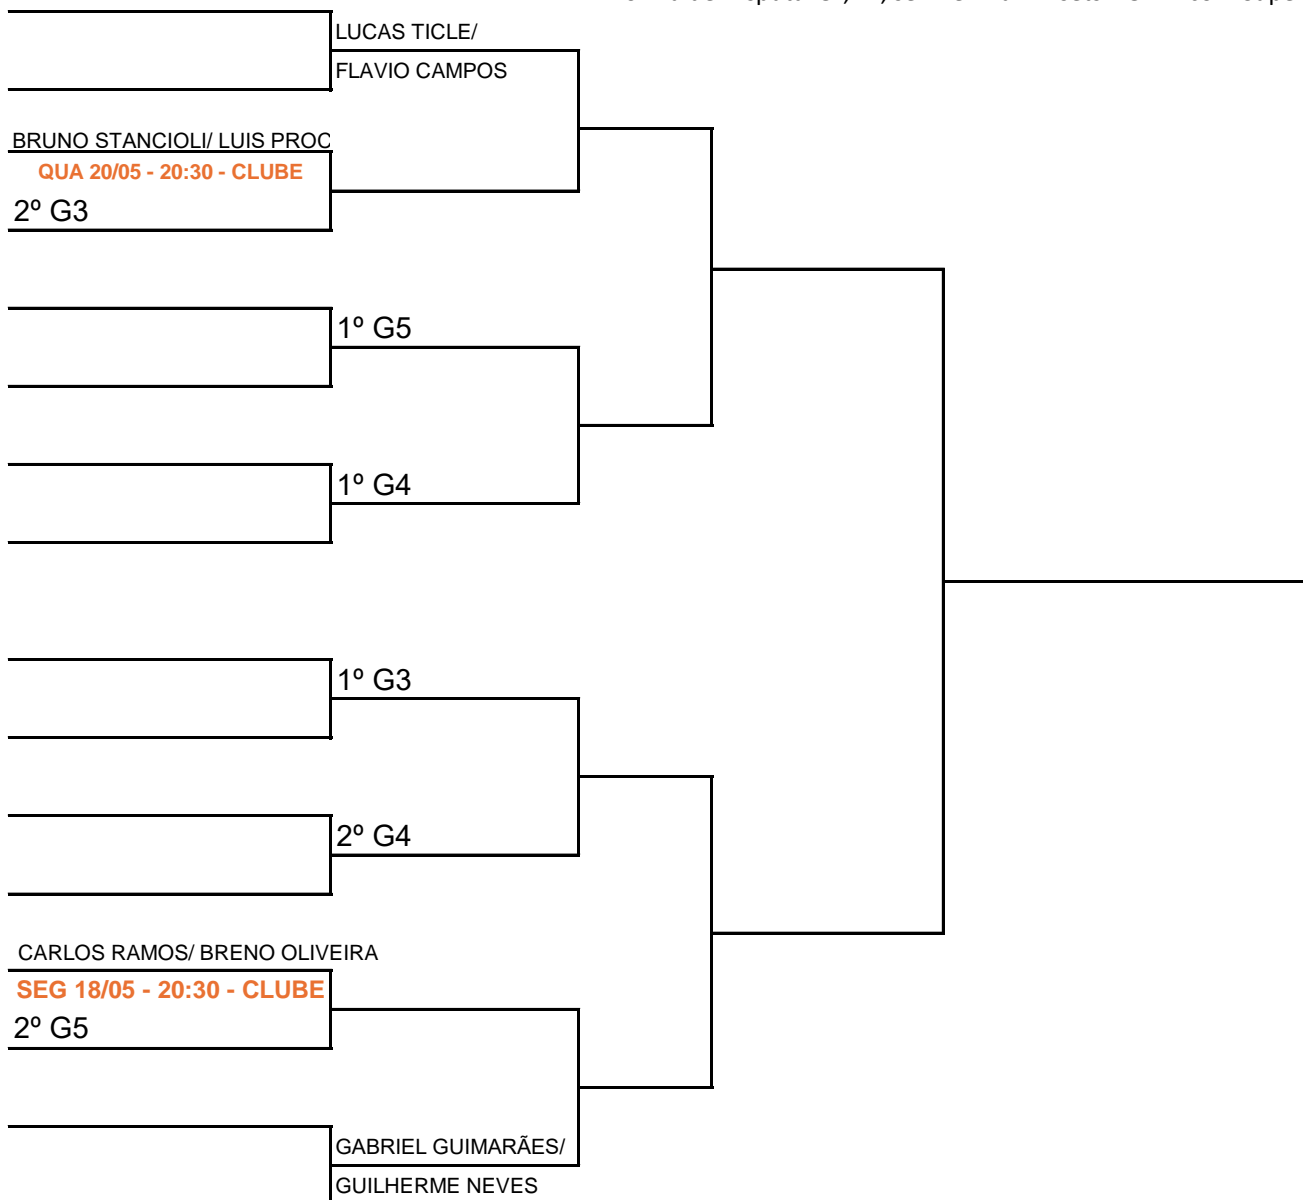 LUCAS TICLE/
FLAVIO CAMPOS
BRUNO STANCIOLI/ LUIS PROC
QUA 20/05 - 20:30 - CLUBE
2º G3
1º G5
1º G4
1º G3
2º G4
CARLOS RAMOS/ BRENO OLIVEIRA
SEG 18/05 - 20:30 - CLUBE
2º G5
GABRIEL GUIMARÃES/
GUILHERME NEVES